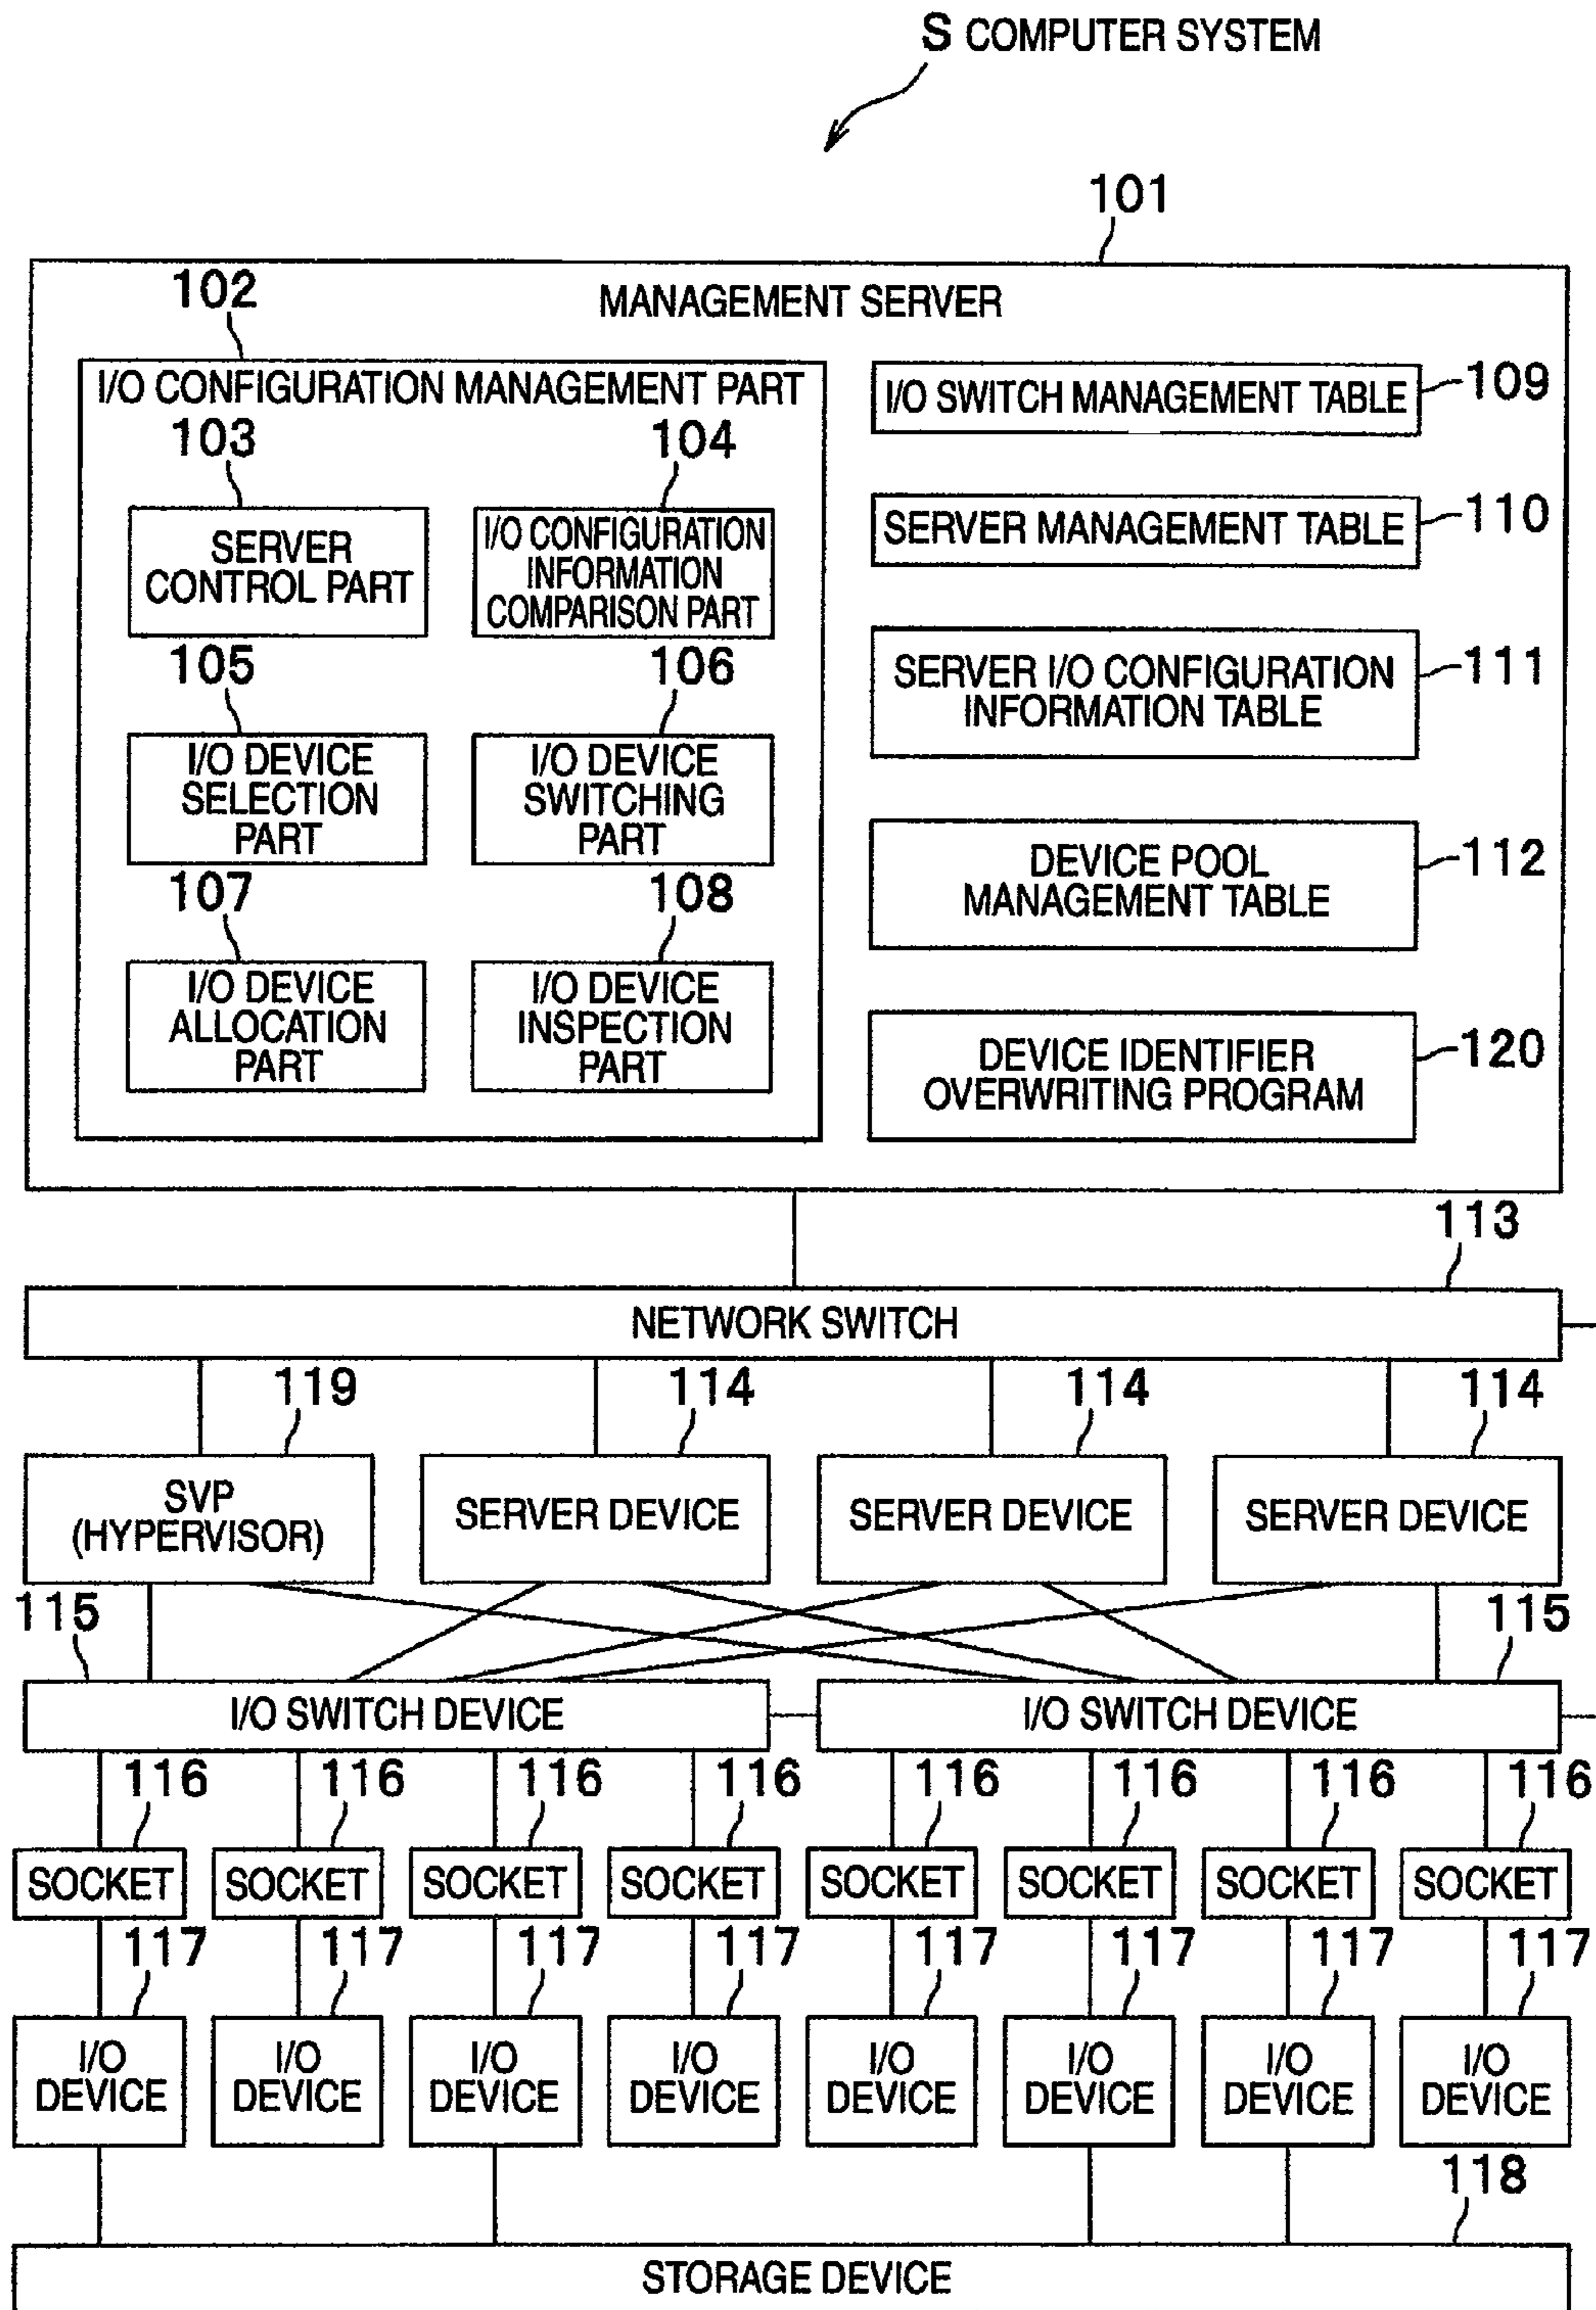 S COMPUTER SYSTEM
101
MANAGEMENT SERVER
102
I/O CONFIGURATION MANAGEMENT PART
103
SERVER
CONTROL PART
104
I/O CONFIGURATION
INFORMATION
COMPARISON PART
105
I/O DEVICE
SELECTION
PART
106
I/O DEVICE
SWITCHING
PART
107
I/O DEVICE
ALLOCATION
PART
108
I/O DEVICE
INSPECTION
PART
I/O SWITCH MANAGEMENT TABLE
109
SERVER MANAGEMENT TABLE
110
SERVER I/O CONFIGURATION
INFORMATION TABLE
111
DEVICE POOL
MANAGEMENT TABLE
112
DEVICE IDENTIFIER
OVERWRITING PROGRAM
120
113
NETWORK SWITCH
119
114
114
114
SVP
(HYPERVISOR)
SERVER DEVICE
SERVER DEVICE
SERVER DEVICE
115
115
I/O SWITCH DEVICE
I/O SWITCH DEVICE
116
116
116
116
116
116
116
116
SOCKET
SOCKET
SOCKET
SOCKET
SOCKET
SOCKET
SOCKET
SOCKET
117
117
117
117
117
117
117
117
I/O
DEVICE
I/O
DEVICE
I/O
DEVICE
I/O
DEVICE
I/O
DEVICE
I/O
DEVICE
I/O
DEVICE
I/O
DEVICE
118
STORAGE DEVICE